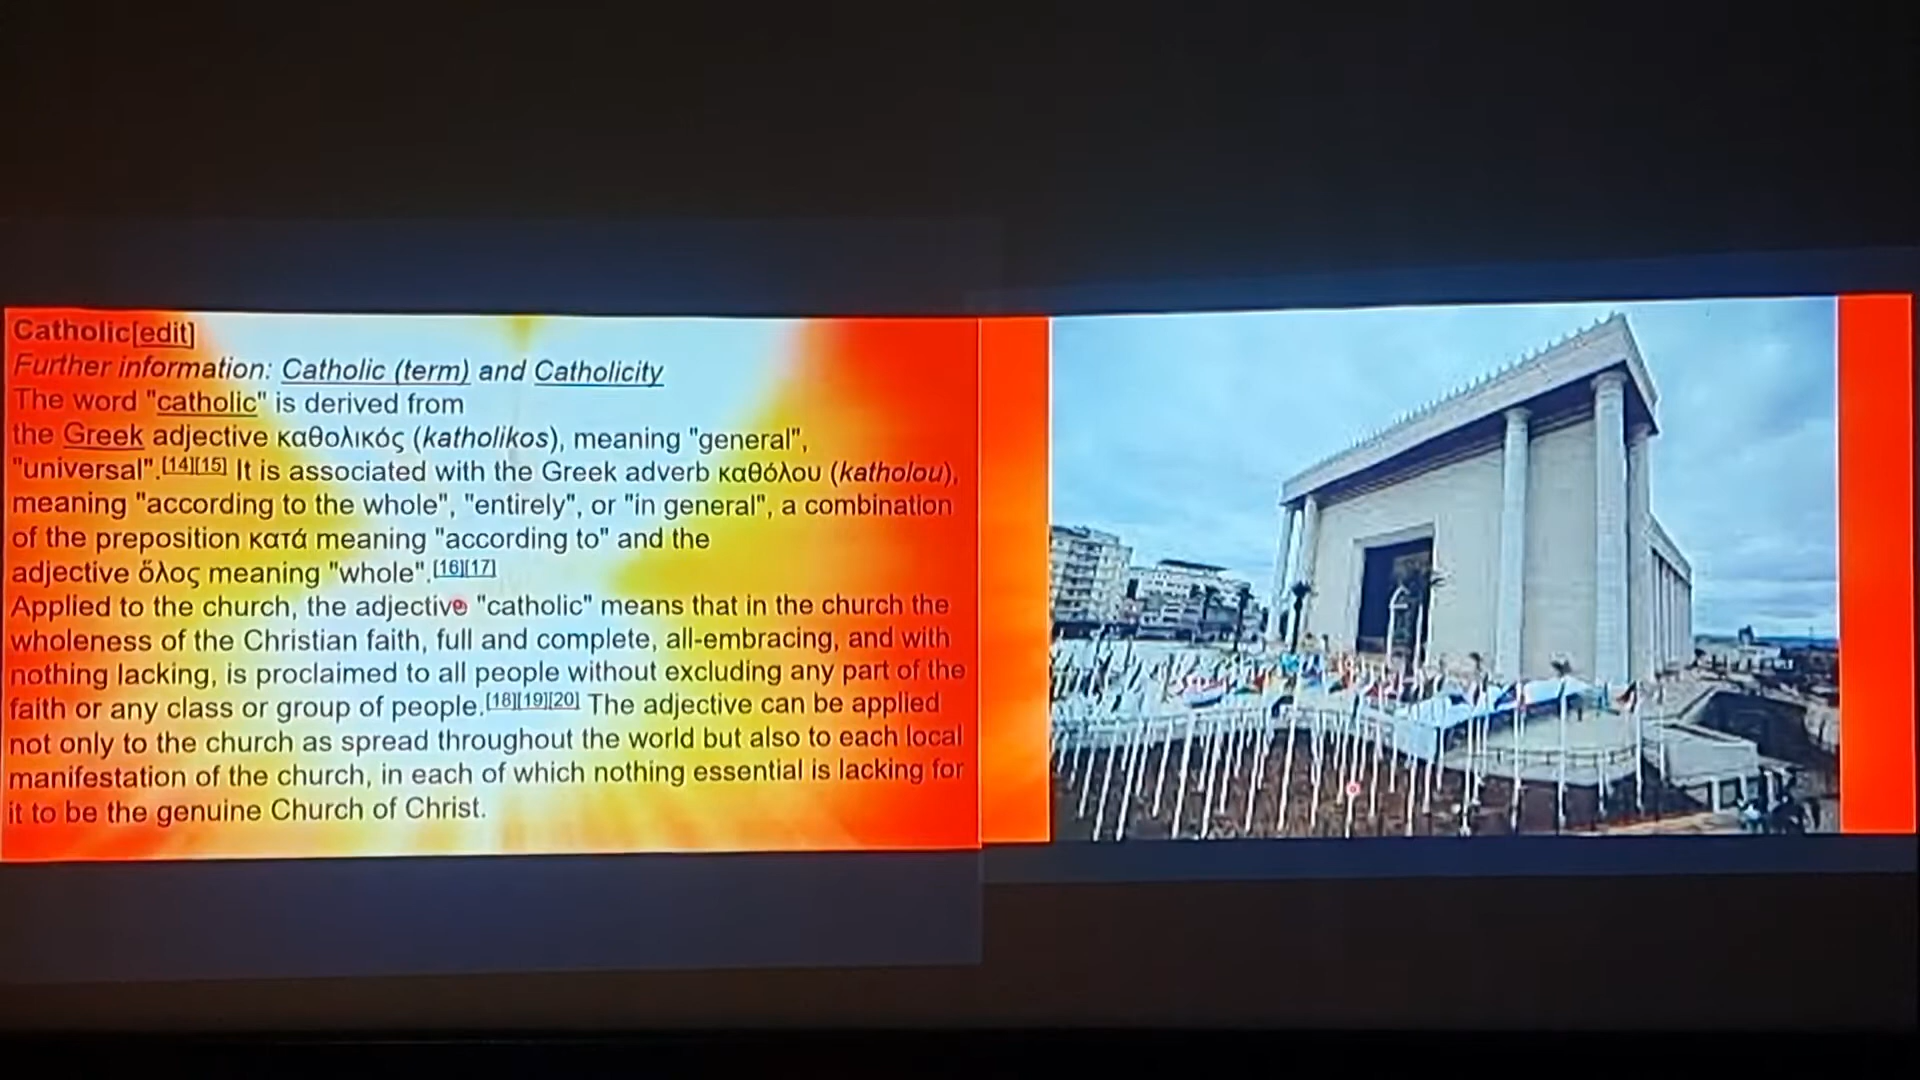 Catholic[edit]
Further information: Catholic (term) and Catholicity
The word "catholic" is derived from
the Greek adjective καθολικός (katholikos), meaning "general",
"universal".[14][15] It is associated with the Greek adverb καθόλου (katholou),
meaning "according to the whole", "entirely", or "in general", a combination
of the preposition κατά meaning "according to" and the
adjective ὅλος meaning "whole".[16][17]
Applied to the church, the adjective "catholic" means that in the church the
wholeness of the Christian faith, full and complete, all-embracing, and with
nothing lacking, is proclaimed to all people without excluding any part of the
faith or any class or group of people.[18][19][20] The adjective can be applied
not only to the church as spread throughout the world but also to each local
manifestation of the church, in each of which nothing essential is lacking for
it to be the genuine Church of Christ.